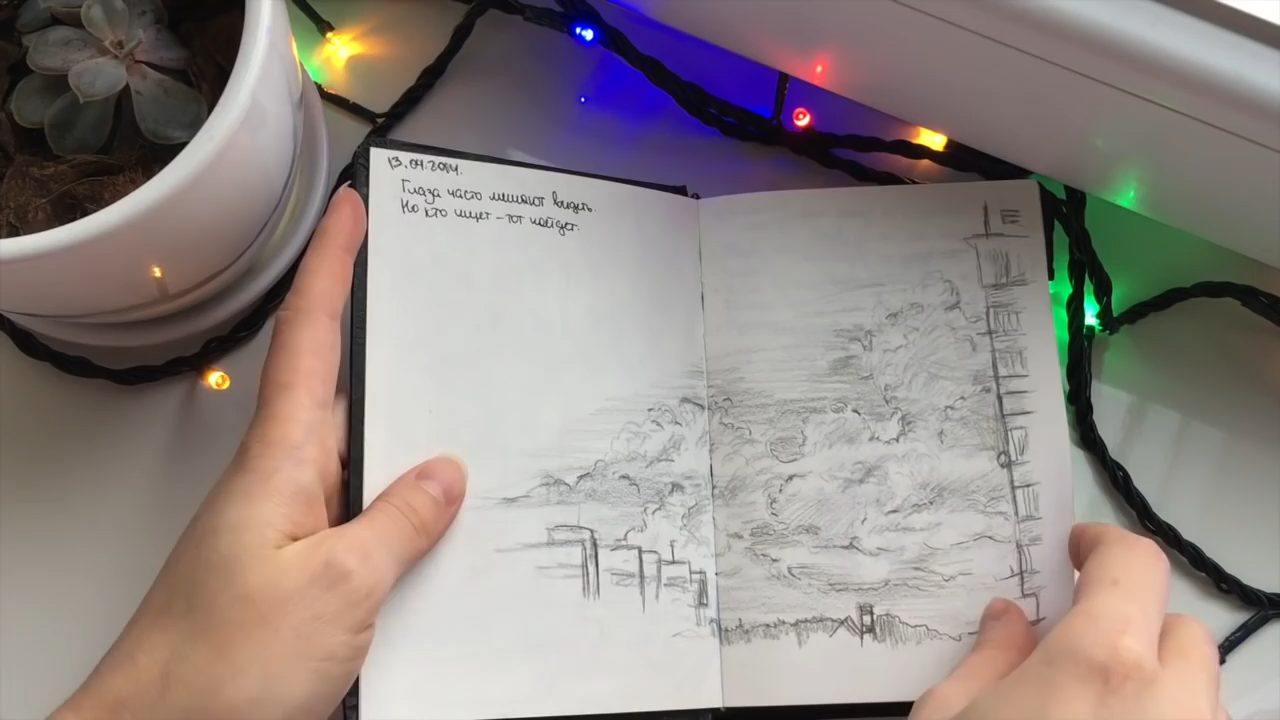 13.04.2014.
Глаза часто мешают видеть.
Но кто ищет – тот найдет.